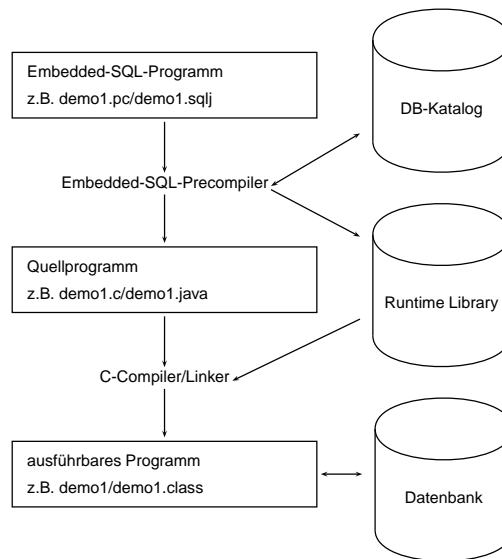 Embedded-SQL-Programm
z.B. demo1.pc/demo1.sqlj
DB-Katalog
Embedded-SQL-Precompiler
Quellprogramm
z.B. demo1.c/demo1.java
Runtime Library
C-Compiler/Linker
ausführbares Programm
z.B. demo1/demo1.class
Datenbank